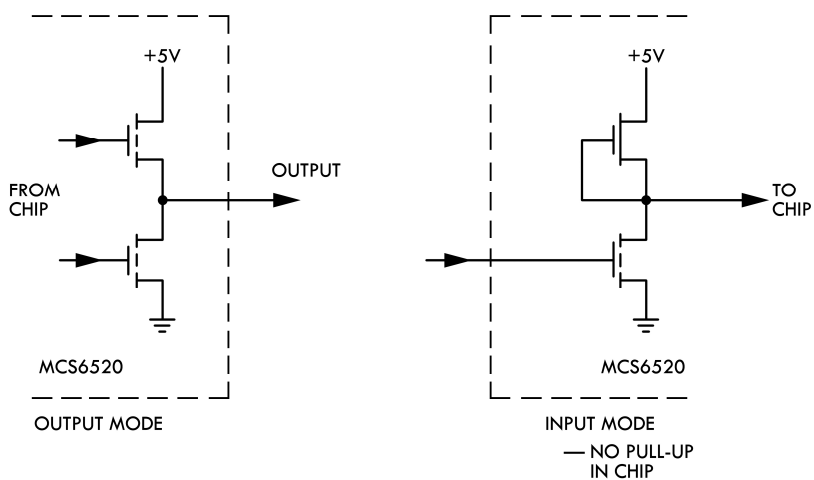 +5V
FROM
CHIP
OUTPUT
MCS6520
OUTPUT MODE
+5V
TO
CHIP
MCS6520
INPUT MODE
— NO PULL-UP
IN CHIP